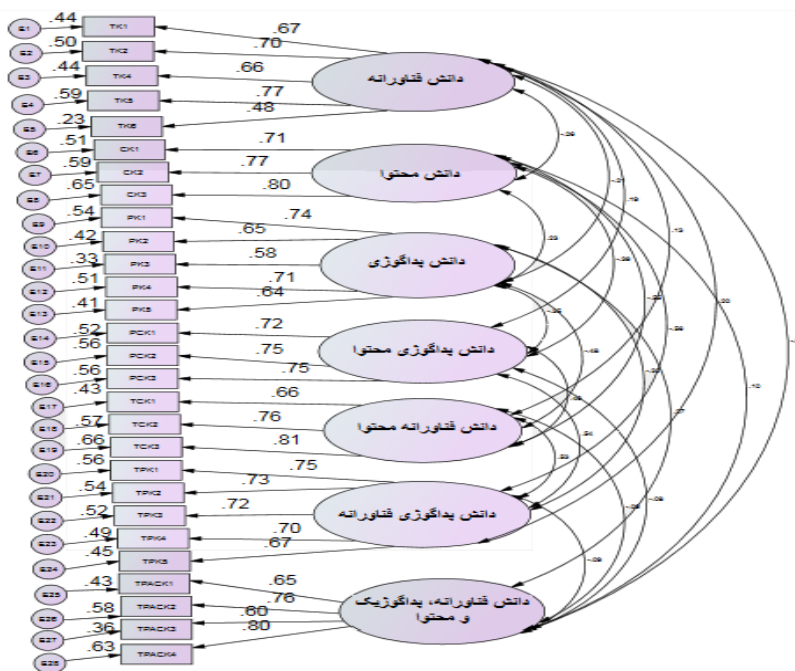 E1 .44 TK1 .67
E2 .50 TK2 .70
E3 .44 TK4 .66
E4 .59 TK5 .77
E5 .23 TK6 .48
دانش فناورانه
E6 .51 CK1 .71
E7 .59 CK2 .77
E8 .65 CK3 .80
دانش محتوا
E9 .54 PK1 .74
E10 .42 PK2 .65
E11 .33 PK3 .58
E12 .51 PK4 .71
E13 .41 PK5 .64
دانش پداگوژی
E14 .52 PCK1 .72
E15 .56 PCK2 .75
E16 .56 PCK3 .75
دانش پداگوژی محتوا
E17 .43 TCK1 .66
E18 .57 TCK2 .76
E19 .66 TCK3 .81
دانش فناورانه محتوا
E20 .56 TPK1 .75
E21 .54 TPK2 .73
E22 .52 TPK3 .72
E23 .49 TPK4 .70
E24 .45 TPK5 .67
دانش پداگوژی فناورانه
E25 .43 TPACK1 .65
E26 .58 TPACK2 .76
E27 .36 TPACK3 .60
E28 .63 TPACK4 .80
دانش فناورانه، پداگوژیک
و محتوا